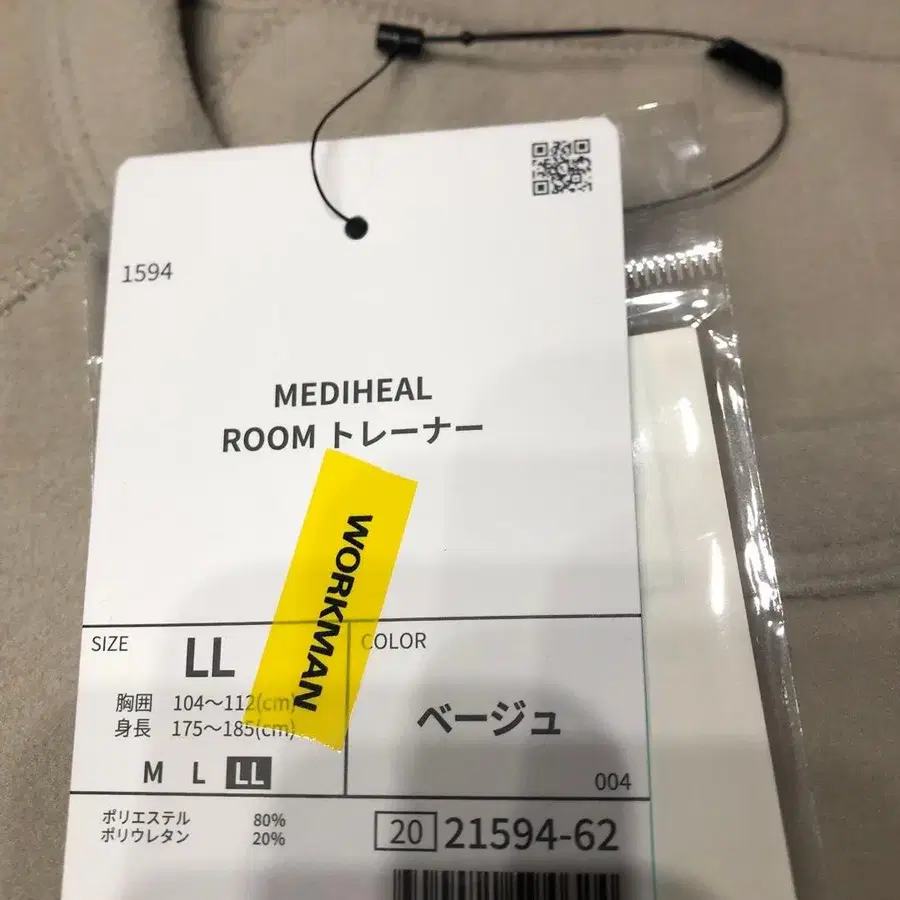 1594
MEDIHEAL
ROOM トレーナー
WORKMAN
SIZE
LL
胸囲 104〜112(cm)
身長 175〜185(cm)
M L LL
COLOR
ベージュ
004
ポリエステル 80%
ポリウレタン 20%
20 21594-62